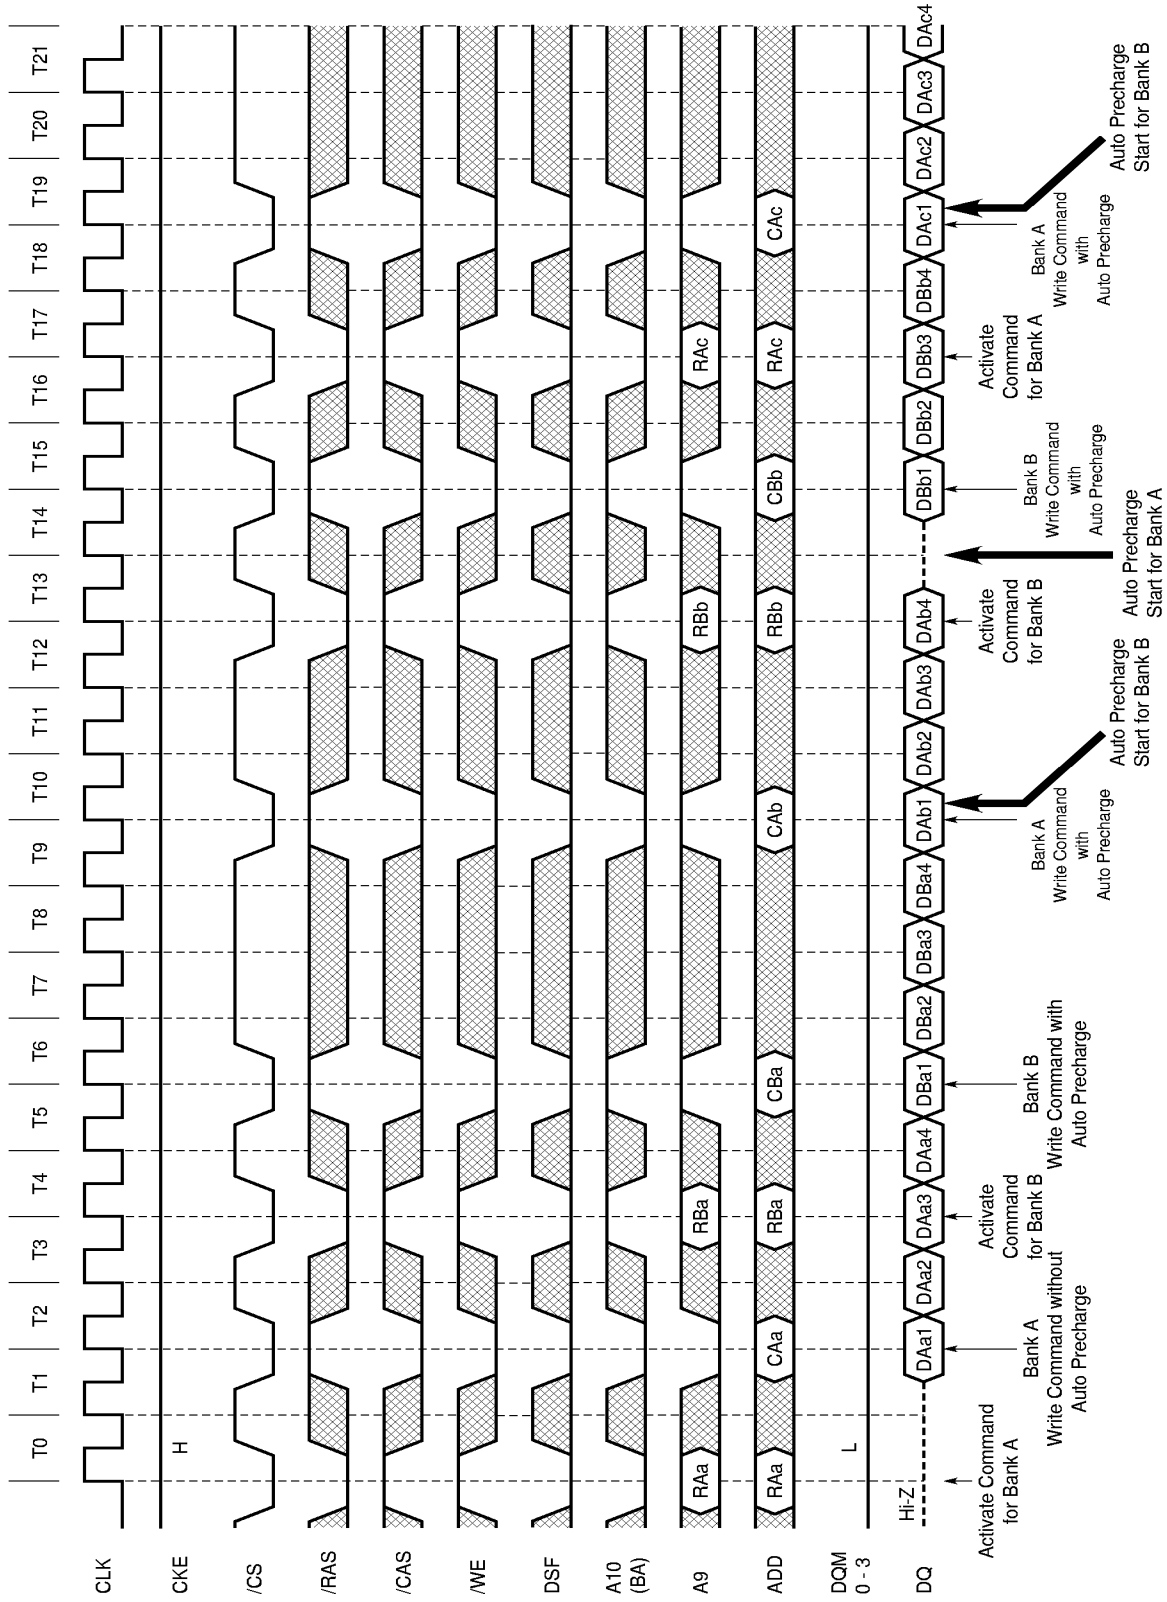 T0 T1 T2 T3 T4 T5 T6 T7 T8 T9 T10 T11 T12 T13 T14 T15 T16 T17 T18 T19 T20 T21
CLK
CKE H
/CS
/RAS
/CAS
/WE
DSF
A10
(BA)
A9 RAa RBa RBb RAc
ADD RAa CAa RBa CBa CAb RBb CBb RAc CAc
DQM
0 - 3 L
DQ Hi-Z DAa1 DAa2 DAa3 DAa4 DBa1 DBa2 DBa3 DBa4 DAb1 DAb2 DAb3 DAb4 DBb1 DBb2 DBb3 DBb4 DAc1 DAc2 DAc3 DAc4
Activate Command
for Bank A
Bank A
Write Command without
Auto Precharge
Activate
Command
for Bank B
Bank B
Write Command with
Auto Precharge
Bank A
Write Command
with
Auto Precharge
Auto Precharge
Start for Bank B
Activate
Command
for Bank B
Auto Precharge
Start for Bank A
Bank B
Write Command
with
Auto Precharge
Activate
Command
for Bank A
Bank A
Write Command
with
Auto Precharge
Auto Precharge
Start for Bank B